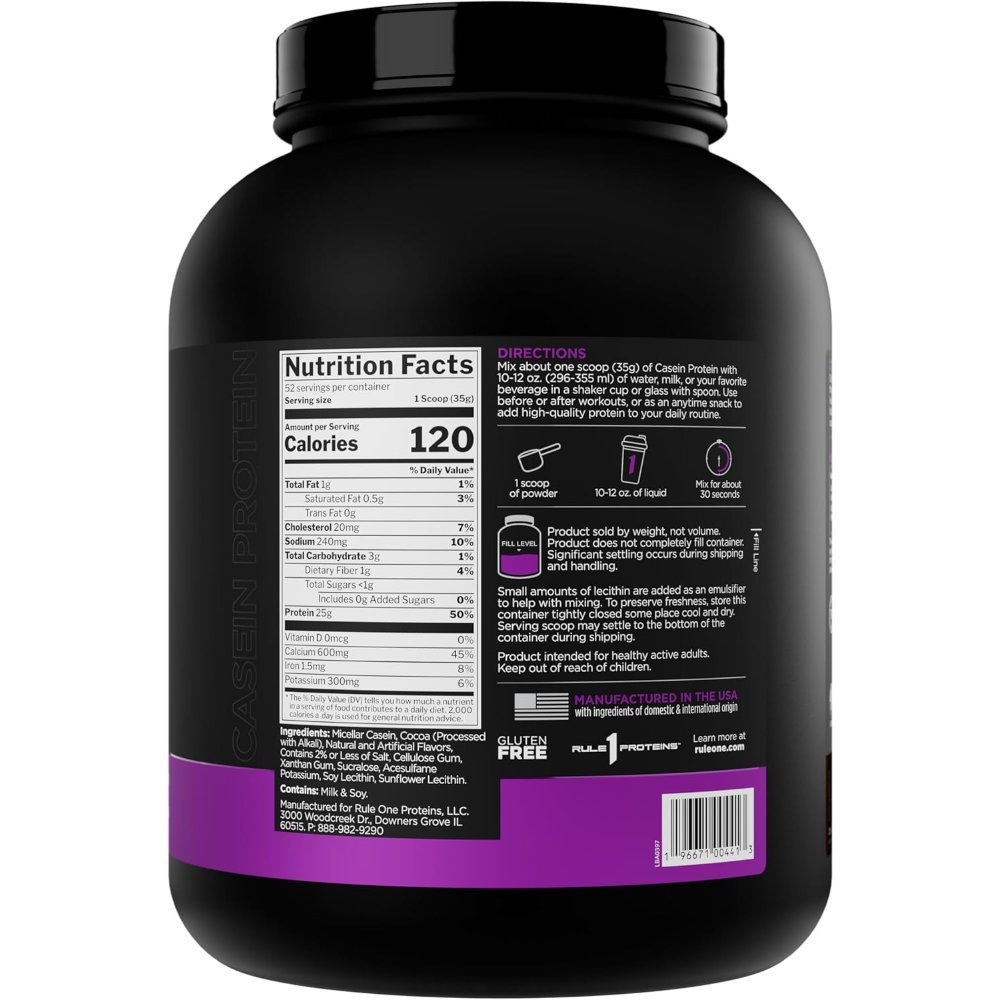 CASEIN PROTEIN
Nutrition Facts
52 servings per container
Serving size 1 Scoop (35g)
Amount per Serving
Calories 120
% Daily Value*
Total Fat 1g 1%
Saturated Fat 0.5g 3%
Trans Fat 0g
Cholesterol 20mg 7%
Sodium 240mg 10%
Total Carbohydrate 3g 1%
Dietary Fiber 1g 4%
Total Sugars <1g
Includes 0g Added Sugars 0%
Protein 25g 50%
Vitamin D 0mcg 0%
Calcium 600mg 45%
Iron 1.5mg 8%
Potassium 300mg 6%
*The % Daily Value (DV) tells you how much a nutrient
in a serving of food contributes to a daily diet. 2,000
calories a day is used for general nutrition advice.
Ingredients: Micellar Casein, Cocoa (Processed
with Alkali), Natural and Artificial Flavors,
Contains 2% or Less of Salt, Cellulose Gum,
Xanthan Gum, Sucralose, Acesulfame
Potassium, Soy Lecithin, Sunflower Lecithin.
Contains: Milk & Soy.
Manufactured for Rule One Proteins, LLC.
3000 Woodcreek Dr., Downers Grove IL
60515. P: 888-982-9290
DIRECTIONS
Mix about one scoop (35g) of Casein Protein with
10-12 oz. (296-355 ml) of water, milk, or your favorite
beverage in a shaker cup or glass with spoon. Use
before or after workouts, or as an anytime snack to
add high-quality protein to your daily routine.
1 scoop
of powder
1
10-12 oz. of liquid
Mix for about
30 seconds
FILL LEVEL
Product sold by weight, not volume.
Product does not completely fill container.
Significant settling occurs during shipping
and handling.
Fill Line
Small amounts of lecithin are added as an emulsifier
to help with mixing. To preserve freshness, store this
container tightly closed some place cool and dry.
Serving scoop may settle to the bottom of the
container during shipping.
Product intended for healthy active adults.
Keep out of reach of children.
MANUFACTURED IN THE USA
with ingredients of domestic & international origin
GLUTEN
FREE
RULE 1 PROTEINS™
Learn more at
ruleone.com
LBA0397
1 96671 00441 3